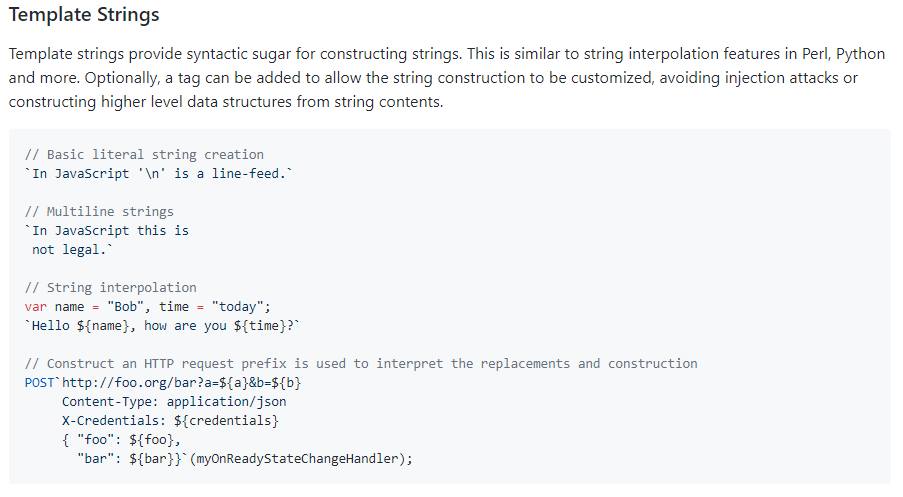 Template Strings
Template strings provide syntactic sugar for constructing strings. This is similar to string interpolation features in Perl, Python
and more. Optionally, a tag can be added to allow the string construction to be customized, avoiding injection attacks or
constructing higher level data structures from string contents.
// Basic literal string creation
`In JavaScript '\n' is a line-feed.`
// Multiline strings
`In JavaScript this is
 not legal.`
// String interpolation
var name = "Bob", time = "today";
`Hello ${name}, how are you ${time}?`
// Construct an HTTP request prefix is used to interpret the replacements and construction
POST`http://foo.org/bar?a=${a}&b=${b}
     Content-Type: application/json
     X-Credentials: ${credentials}
     { "foo": ${foo},
       "bar": ${bar}}`(myOnReadyStateChangeHandler);